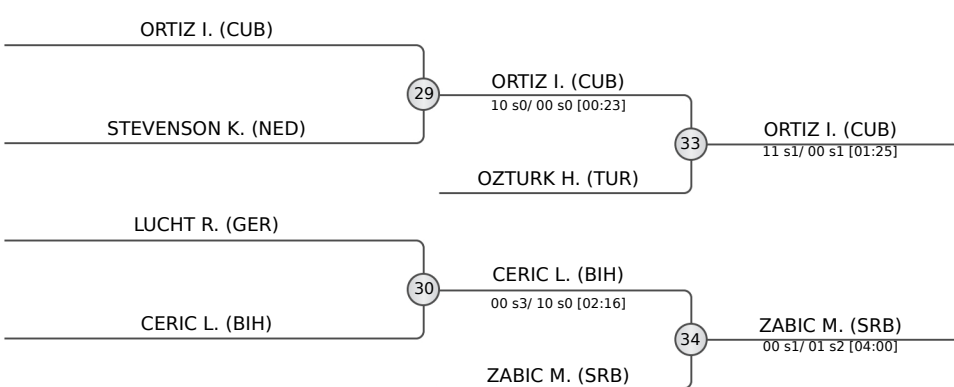 ORTIZ I. (CUB)
29
STEVENSON K. (NED)
ORTIZ I. (CUB)
10 s0/ 00 s0 [00:23]
33
OZTURK H. (TUR)
ORTIZ I. (CUB)
11 s1/ 00 s1 [01:25]
LUCHT R. (GER)
30
CERIC L. (BIH)
CERIC L. (BIH)
00 s3/ 10 s0 [02:16]
34
ZABIC M. (SRB)
ZABIC M. (SRB)
00 s1/ 01 s2 [04:00]